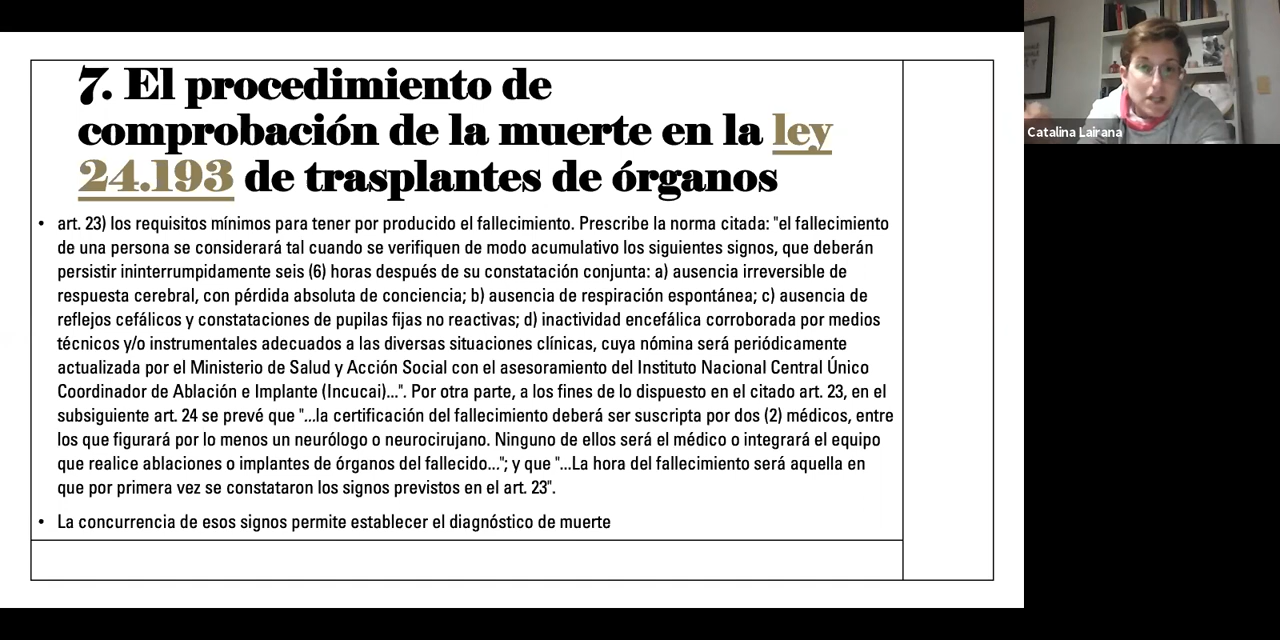 7. El procedimiento de
comprobación de la muerte en la ley
24.193 de trasplantes de órganos
• art. 23) los requisitos mínimos para tener por producido el fallecimiento. Prescribe la norma citada: "el fallecimiento
de una persona se considerará tal cuando se verifiquen de modo acumulativo los siguientes signos, que deberán
persistir ininterrumpidamente seis (6) horas después de su constatación conjunta: a) ausencia irreversible de
respuesta cerebral, con pérdida absoluta de conciencia; b) ausencia de respiración espontánea; c) ausencia de
reflejos cefálicos y constataciones de pupilas fijas no reactivas; d) inactividad encefálica corroborada por medios
técnicos y/o instrumentales adecuados a las diversas situaciones clínicas, cuya nómina será periódicamente
actualizada por el Ministerio de Salud y Acción Social con el asesoramiento del Instituto Nacional Central Único
Coordinador de Ablación e Implante (Incucai)...". Por otra parte, a los fines de lo dispuesto en el citado art. 23, en el
subsiguiente art. 24 se prevé que "...la certificación del fallecimiento deberá ser suscripta por dos (2) médicos, entre
los que figurará por lo menos un neurólogo o neurocirujano. Ninguno de ellos será el médico o integrará el equipo
que realice ablaciones o implantes de órganos del fallecido..."; y que "...La hora del fallecimiento será aquella en
que por primera vez se constataron los signos previstos en el art. 23".
• La concurrencia de esos signos permite establecer el diagnóstico de muerte
Catalina Lairana